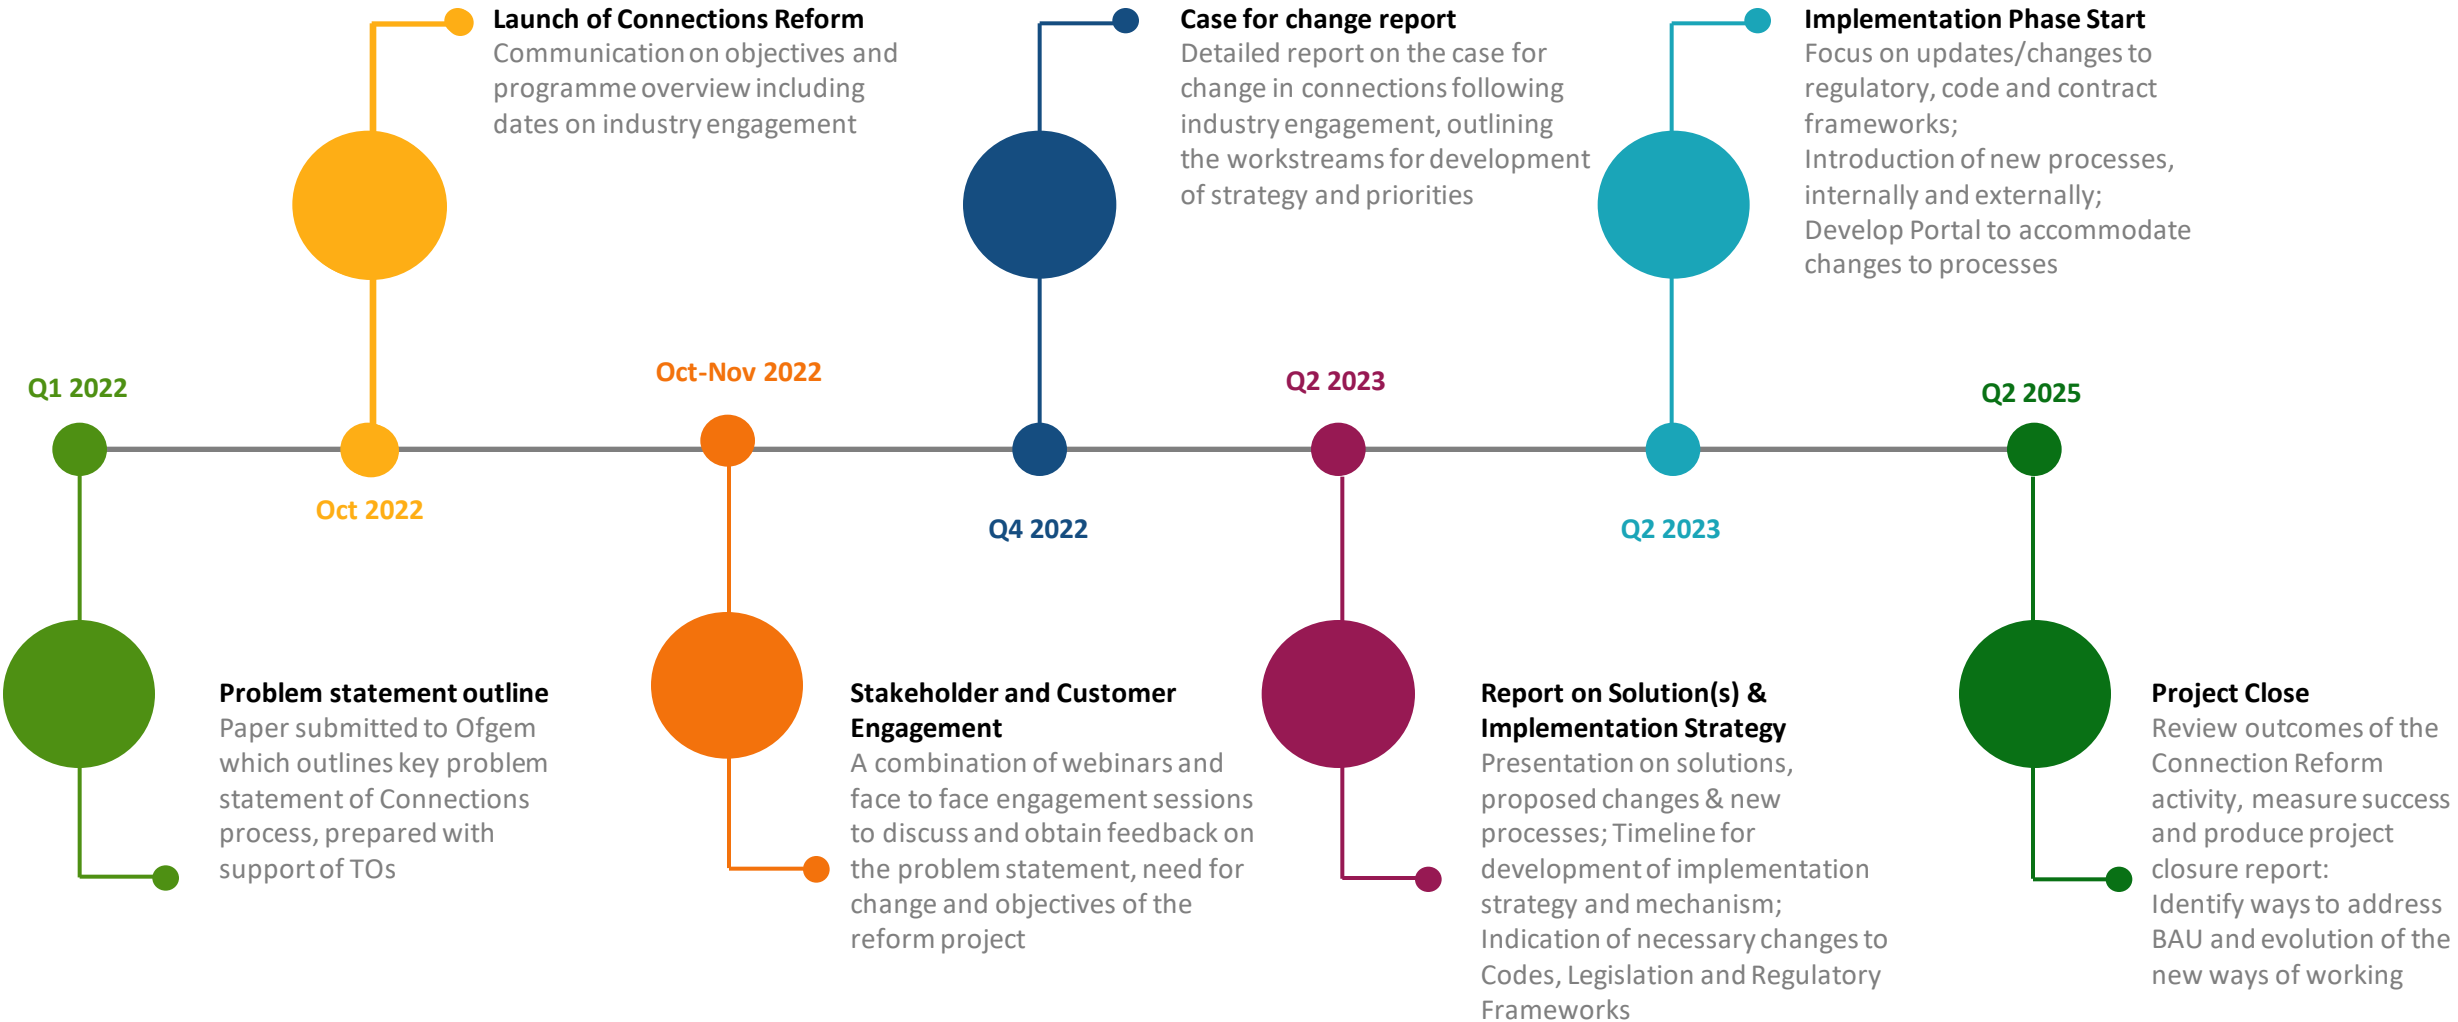 Launch of Connections Reform
Communication on objectives and
programme overview including
dates on industry engagement
Case for change report
Detailed report on the case for
change in connections following
industry engagement, outlining
the workstreams for development
of strategy and priorities
Implementation Phase Start
Focus on updates/changes to
regulatory, code and contract
frameworks;
Introduction of new processes,
internally and externally;
Develop Portal to accommodate
changes to processes
Q1 2022
Oct 2022
Oct-Nov 2022
Q4 2022
Q2 2023
Q2 2023
Q2 2025
Problem statement outline
Paper submitted to Ofgem
which outlines key problem
statement of Connections
process, prepared with
support of TOs
Stakeholder and Customer
Engagement
A combination of webinars and
face to face engagement sessions
to discuss and obtain feedback on
the problem statement, need for
change and objectives of the
reform project
Report on Solution(s) &
Implementation Strategy
Presentation on solutions,
proposed changes & new
processes; Timeline for
development of implementation
strategy and mechanism;
Indication of necessary changes to
Codes, Legislation and Regulatory
Frameworks
Project Close
Review outcomes of the
Connection Reform
activity, measure success
and produce project
closure report:
Identify ways to address
BAU and evolution of the
new ways of working